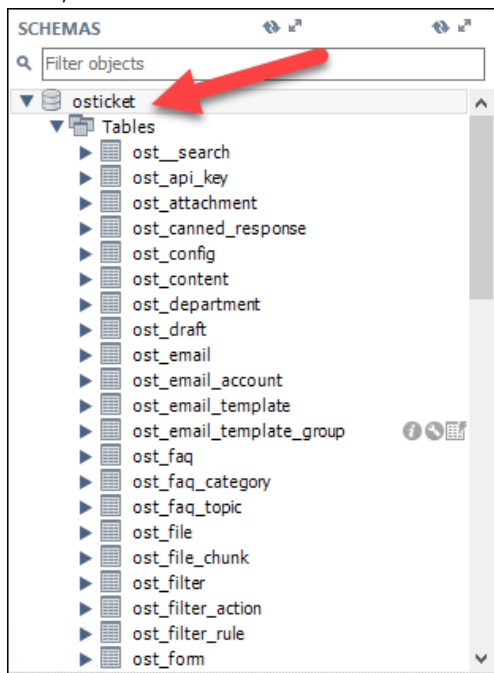 SCHEMAS
Filter objects
osticket
Tables
ost__search
ost_api_key
ost_attachment
ost_canned_response
ost_config
ost_content
ost_department
ost_draft
ost_email
ost_email_account
ost_email_template
ost_email_template_group
ost_faq
ost_faq_category
ost_faq_topic
ost_file
ost_file_chunk
ost_filter
ost_filter_action
ost_filter_rule
ost_form